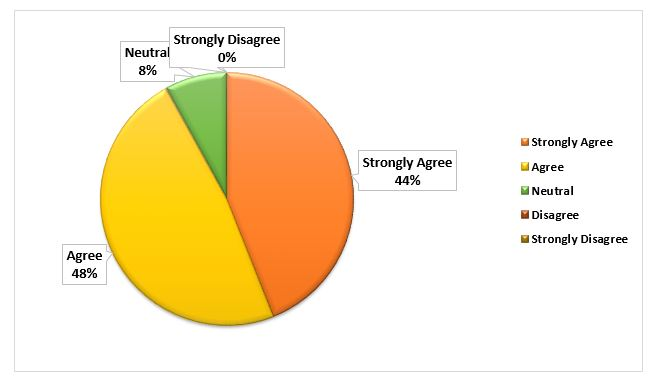 Strongly Disagree
0%
Neutral
8%
Strongly Agree
44%
Agree
48%
Strongly Agree
Agree
Neutral
Disagree
Strongly Disagree